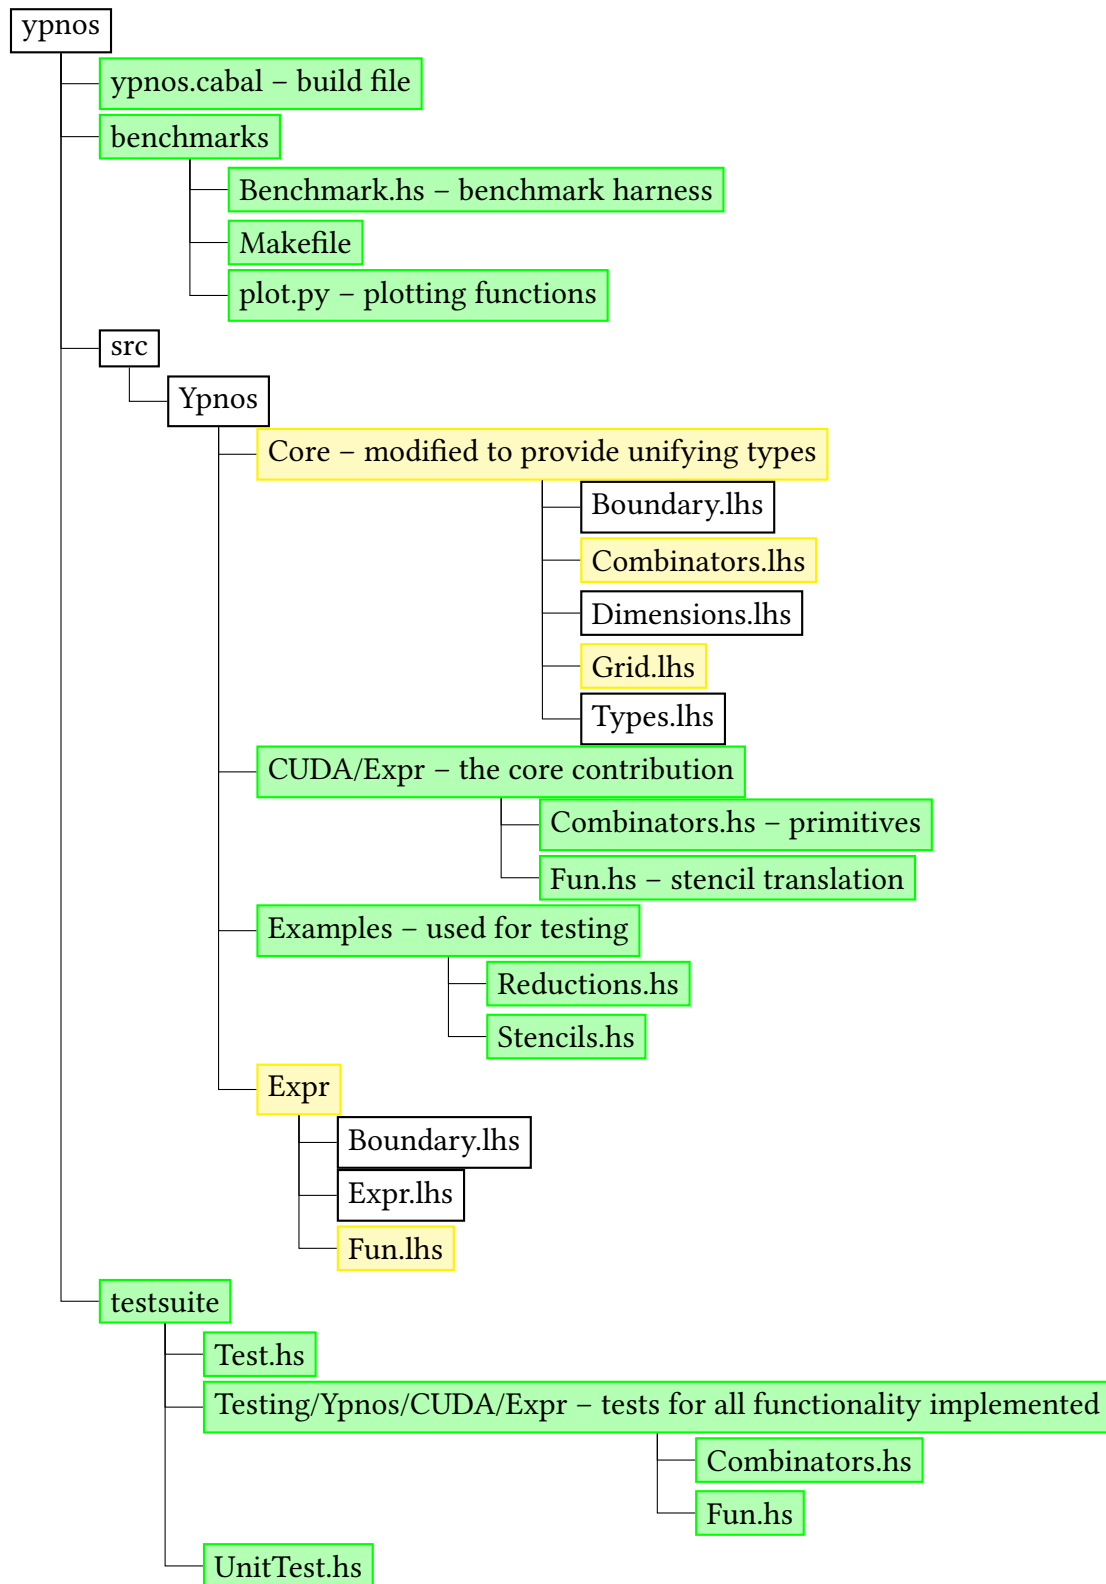 ypnos
ypnos.cabal – build file
benchmarks
Benchmark.hs – benchmark harness
Makefile
plot.py – plotting functions
src
Ypnos
Core – modified to provide unifying types
Boundary.lhs
Combinators.lhs
Dimensions.lhs
Grid.lhs
Types.lhs
CUDA/Expr – the core contribution
Combinators.hs – primitives
Fun.hs – stencil translation
Examples – used for testing
Reductions.hs
Stencils.hs
Expr
Boundary.lhs
Expr.lhs
Fun.lhs
testsuite
Test.hs
Testing/Ypnos/CUDA/Expr – tests for all functionality implemented
Combinators.hs
Fun.hs
UnitTest.hs